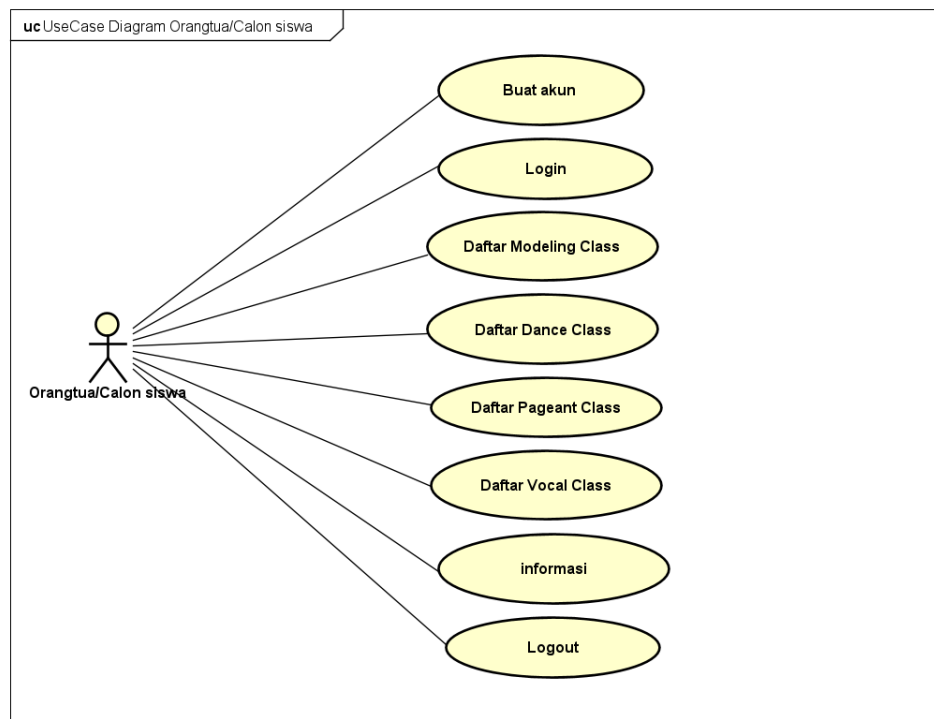 uc UseCase Diagram Orangtua/Calon siswa
Buat akun
Login
Daftar Modeling Class
Daftar Dance Class
Orangtua/Calon siswa
Daftar Pageant Class
Daftar Vocal Class
informasi
Logout